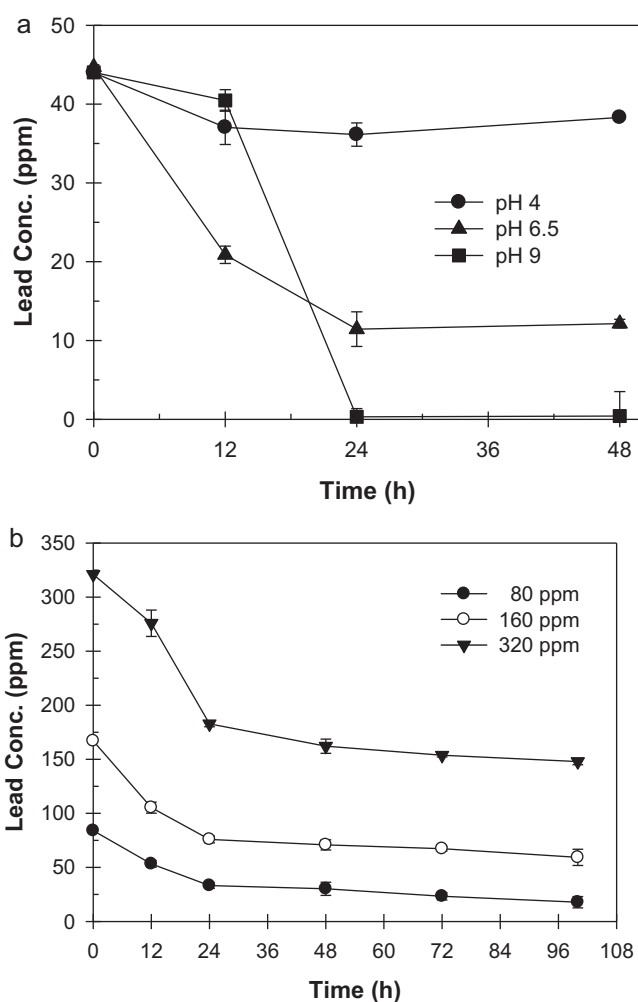 a
50
40
30
20
10
0
Lead Conc. (ppm)
pH 4
pH 6.5
pH 9
0 12 24 36 48
Time (h)
b
350
300
250
200
150
100
50
0
Lead Conc. (ppm)
80 ppm
160 ppm
320 ppm
0 12 24 36 48 60 72 84 96 108
Time (h)